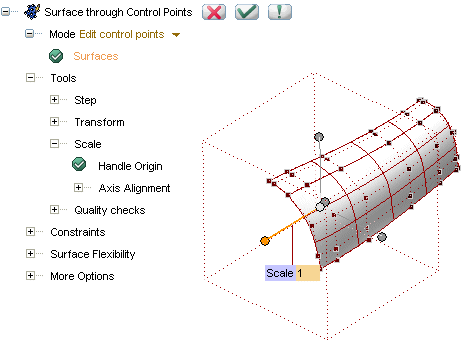 Surface through Control Points
Mode Edit control points
Surfaces
Tools
Step
Transform
Scale
Handle Origin
Axis Alignment
Quality checks
Constraints
Surface Flexibility
More Options
Scale 1